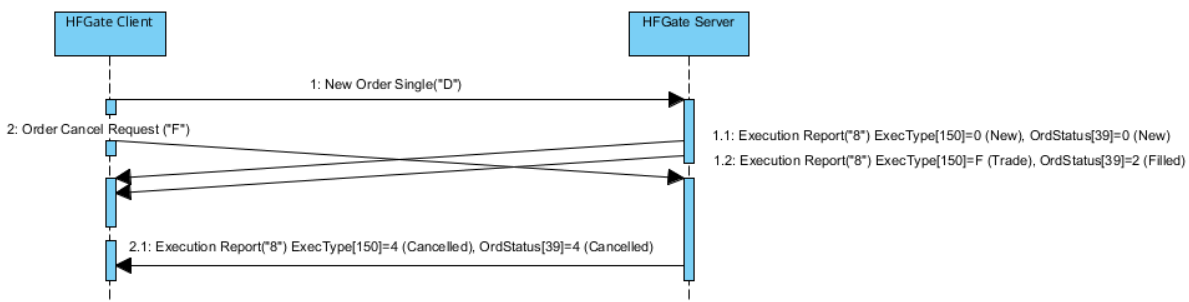 HFGate Client
HFGate Server
1: New Order Single("D")
2: Order Cancel Request ("F")
1.1: Execution Report("8") ExecType[150]=0 (New), OrdStatus[39]=0 (New)
1.2: Execution Report("8") ExecType[150]=F (Trade), OrdStatus[39]=2 (Filled)
2.1: Execution Report("8") ExecType[150]=4 (Cancelled), OrdStatus[39]=4 (Cancelled)